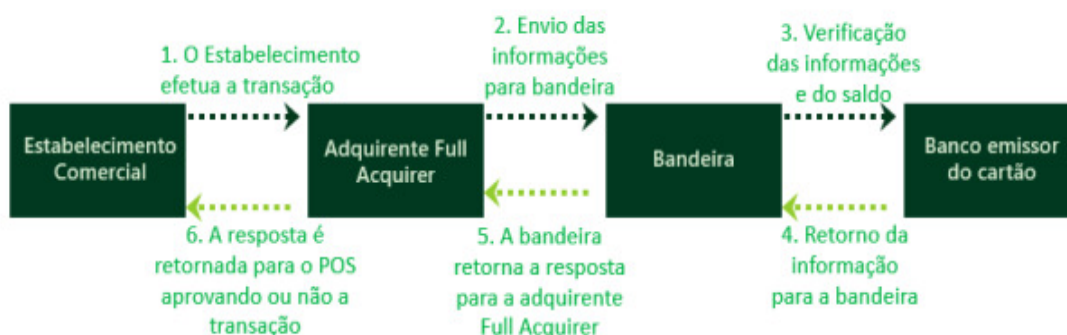 1. O Estabelecimento
efetua a transação
2. Envio das
informações
para bandeira
3. Verificação
das informações
e do saldo
Estabelecimento
Comercial
Adquirente Full
Acquirer
Bandeira
Banco emissor
do cartão
6. A resposta é
retornada para o POS
aprovando ou não a
transação
5. A bandeira
retorna a resposta
para a adquirente
Full Acquirer
4. Retorno da
informação
para a bandeira